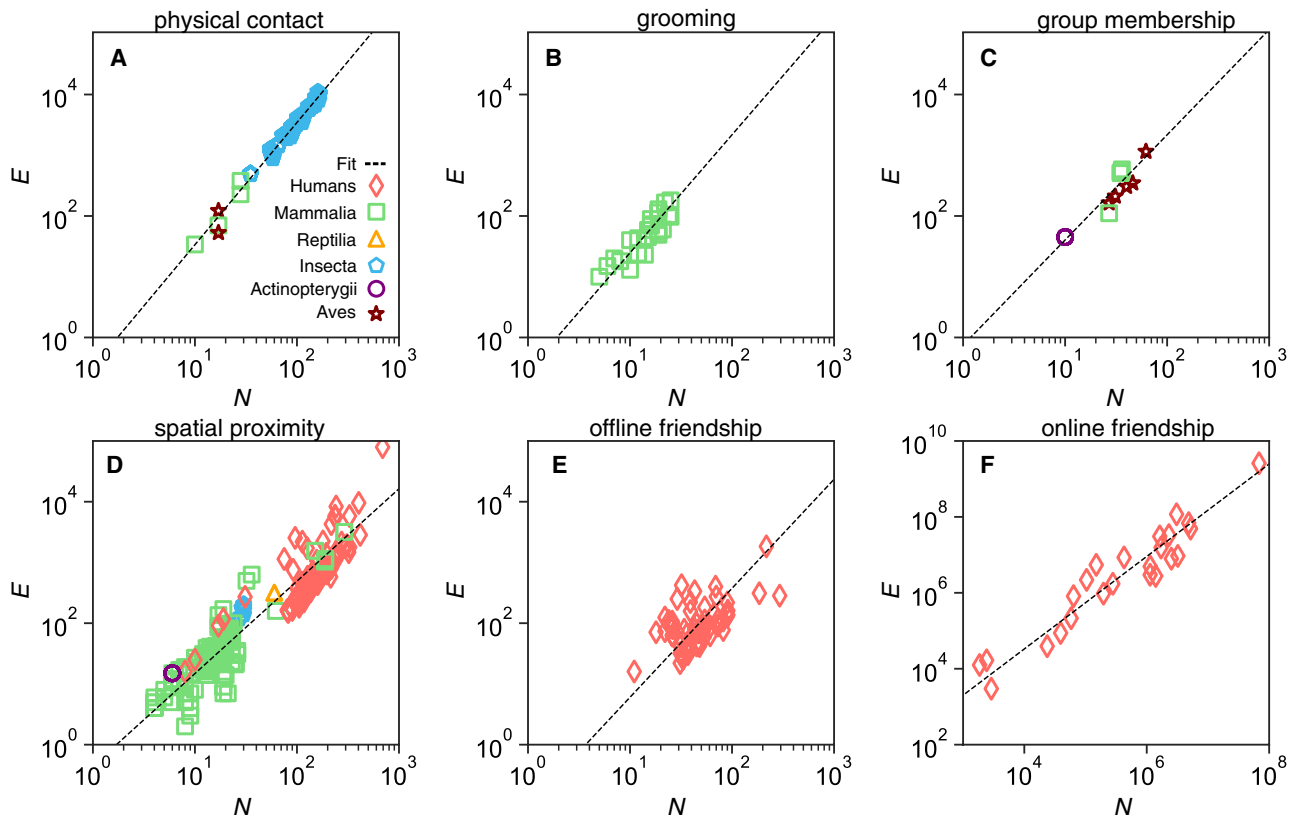 physical contact
grooming
group membership
A
B
C
10^4
10^4
10^4
E
E
E
Fit
Humans
Mammalia
Reptilia
Insecta
Actinopterygii
Aves
10^2
10^2
10^2
10^0
10^0
10^0
10^0 10^1 10^2 10^3
10^0 10^1 10^2 10^3
10^0 10^1 10^2 10^3
N
N
N
spatial proximity
offline friendship
online friendship
D
E
F
10^4
10^2
10^0
E
10^4
10^2
10^0
E
10^10
10^8
10^6
10^4
10^2
E
10^0 10^1 10^2 10^3
10^0 10^1 10^2 10^3
10^4 10^6 10^8
N
N
N